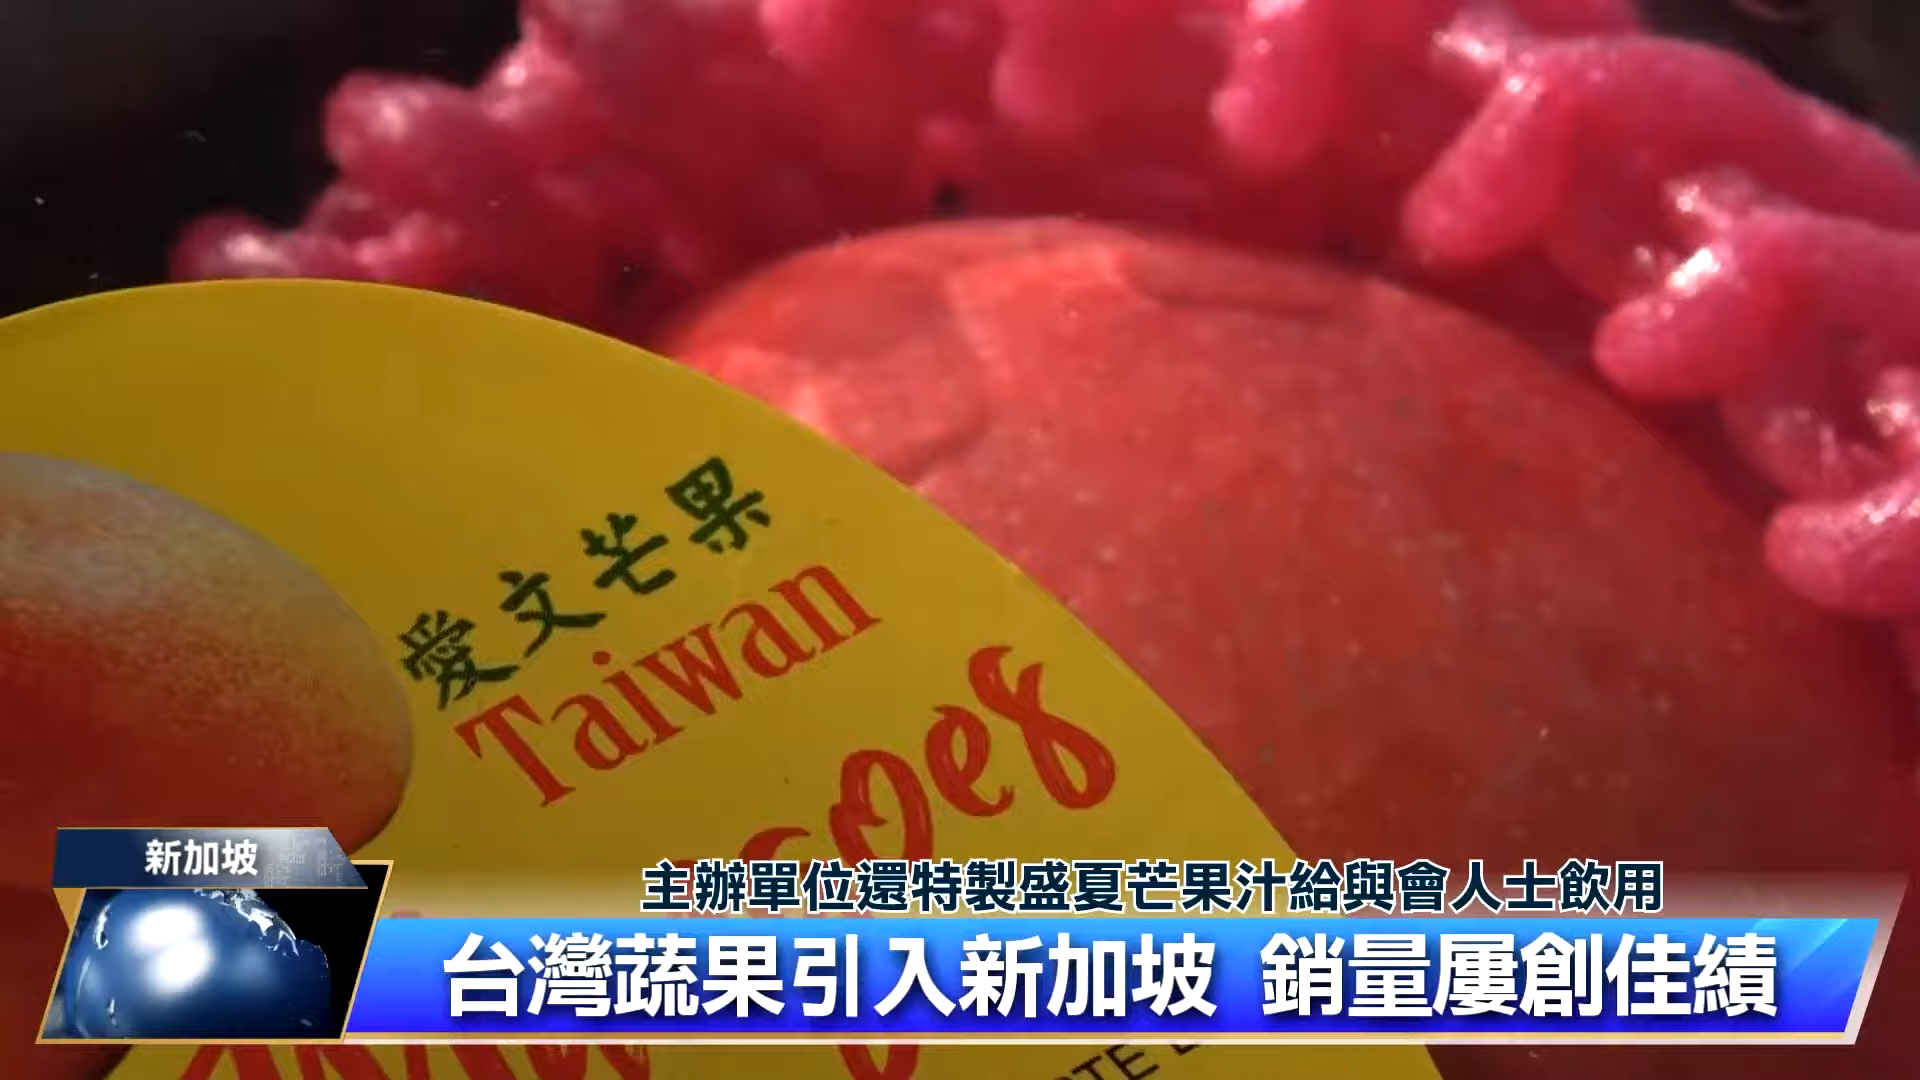 愛文芒果
Taiwan
新加坡
主辦單位還特製盛夏芒果汁給與會人士飲用
台灣蔬果引入新加坡 銷量屢創佳績